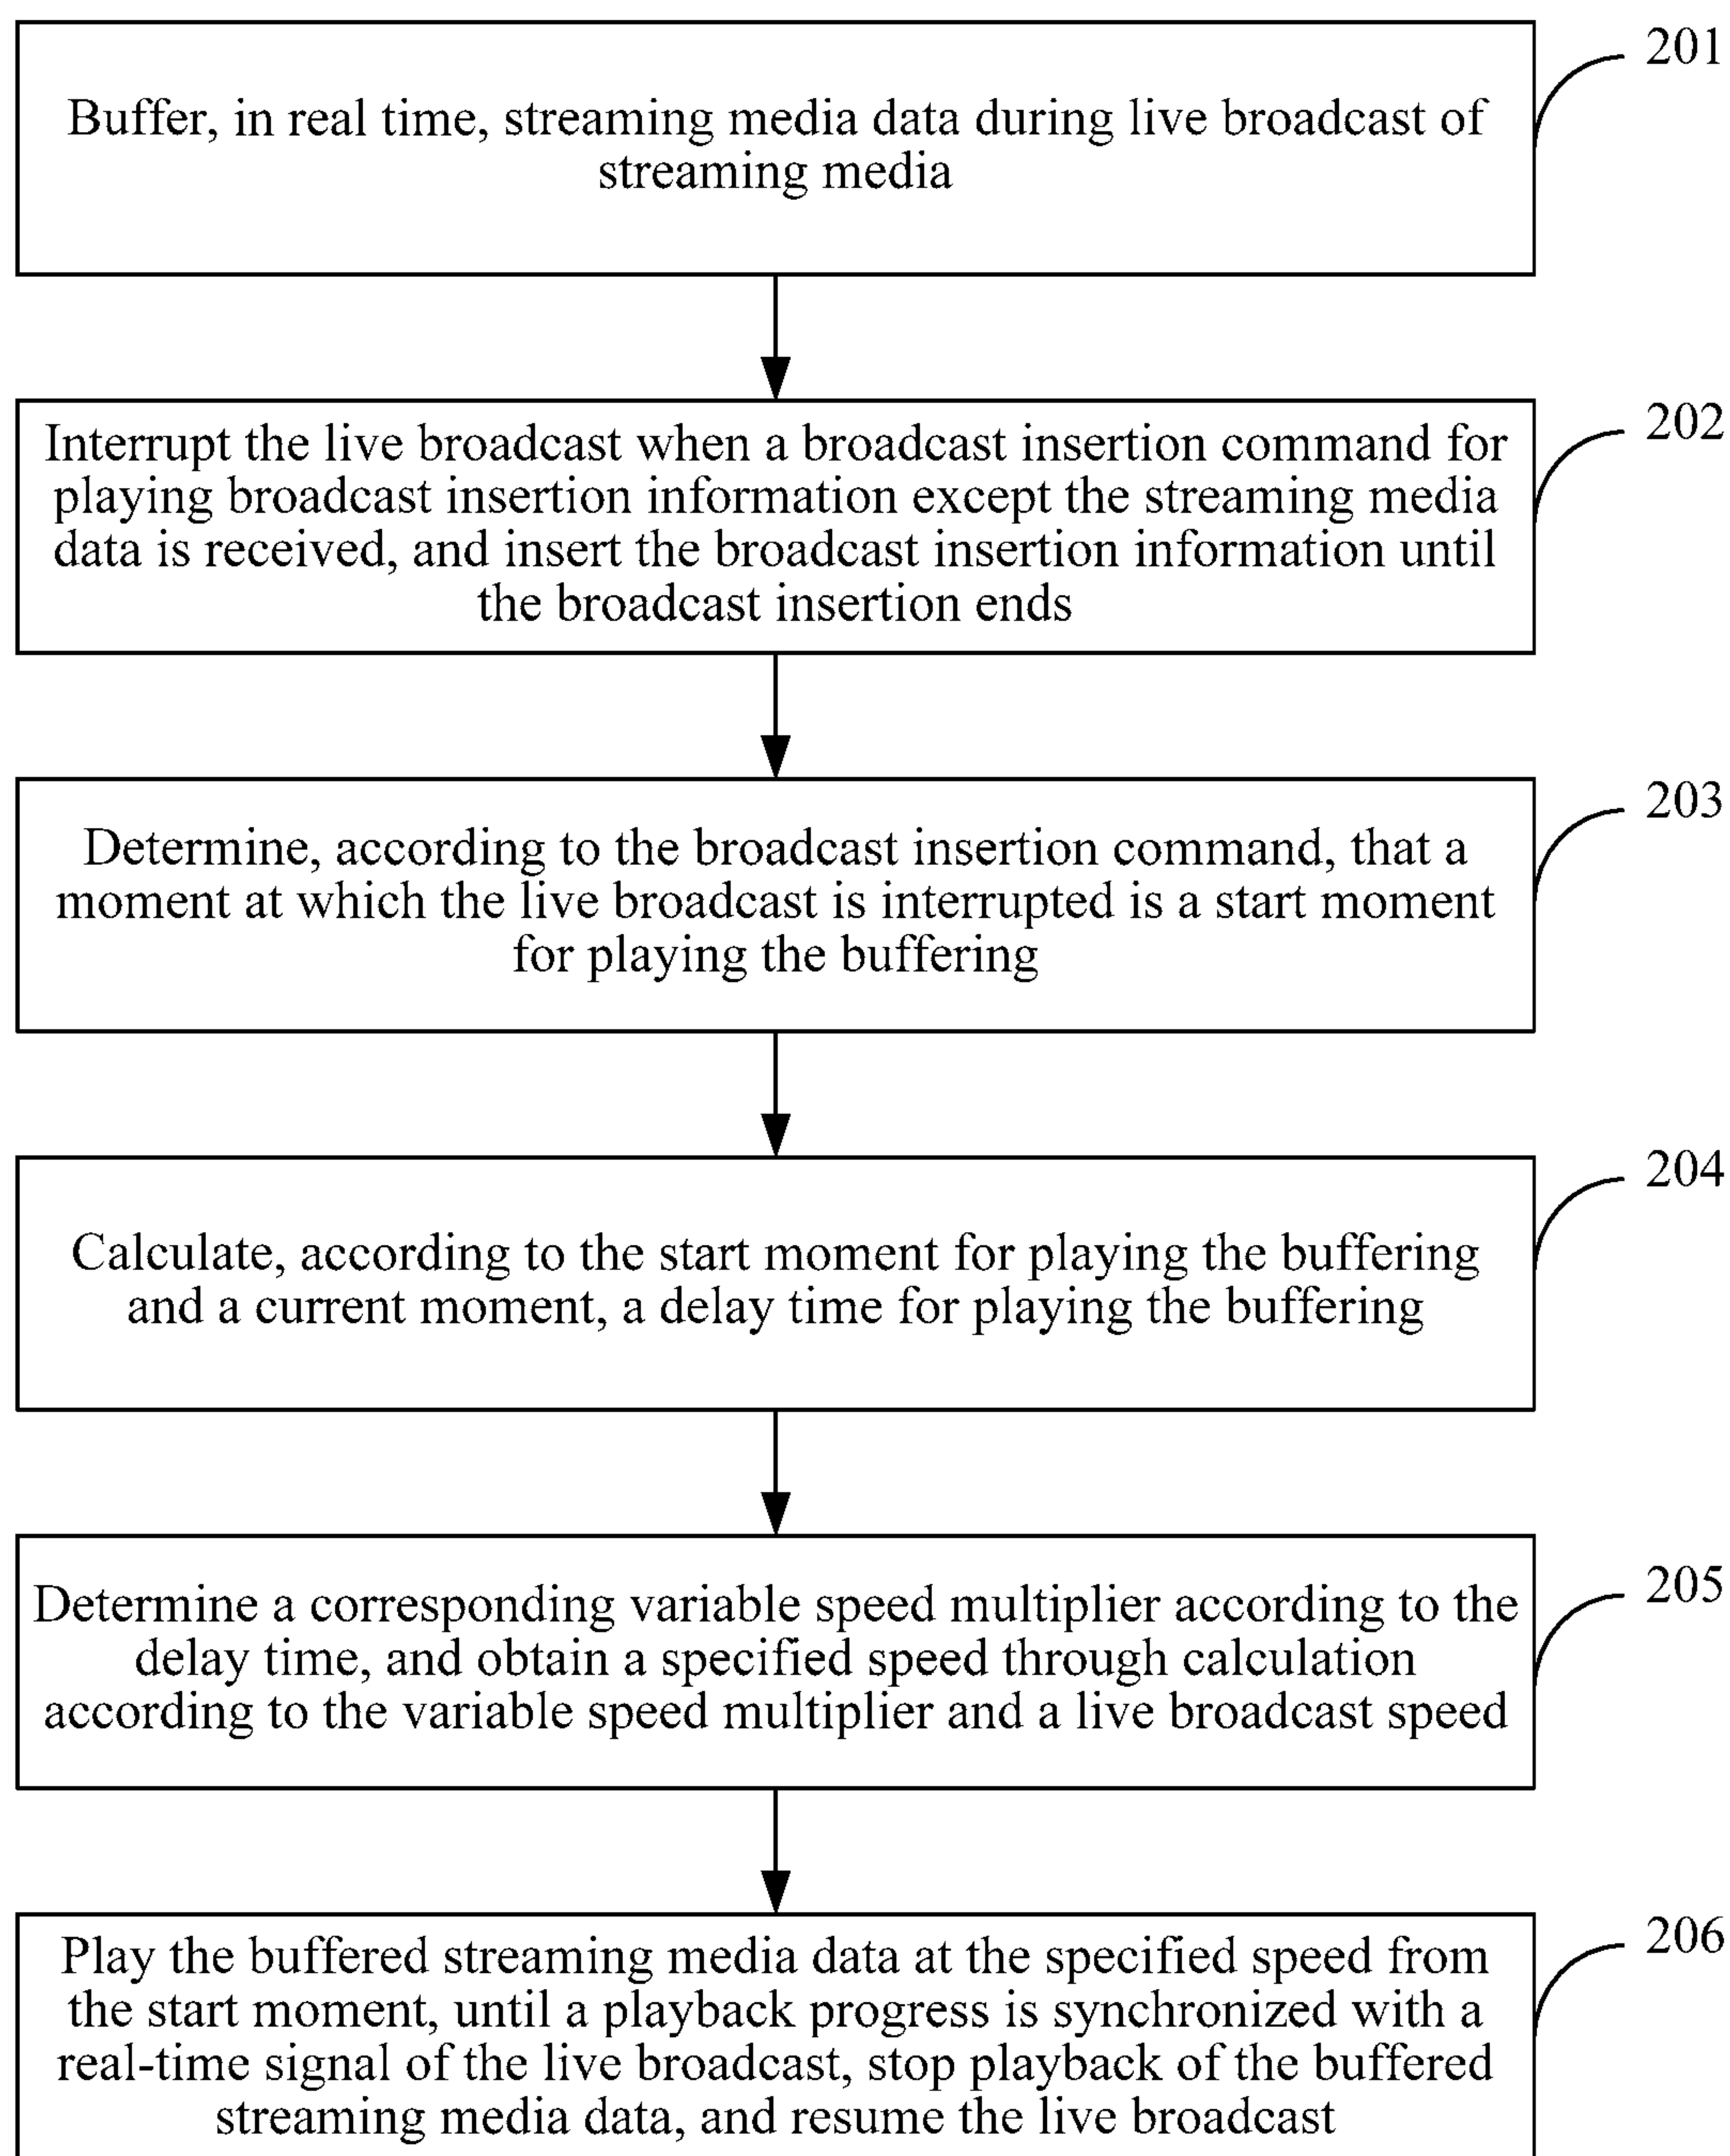 201
Buffer, in real time, streaming media data during live broadcast of
streaming media
202
Interrupt the live broadcast when a broadcast insertion command for
playing broadcast insertion information except the streaming media
data is received, and insert the broadcast insertion information until
the broadcast insertion ends
203
Determine, according to the broadcast insertion command, that a
moment at which the live broadcast is interrupted is a start moment
for playing the buffering
204
Calculate, according to the start moment for playing the buffering
and a current moment, a delay time for playing the buffering
205
Determine a corresponding variable speed multiplier according to the
delay time, and obtain a specified speed through calculation
according to the variable speed multiplier and a live broadcast speed
206
Play the buffered streaming media data at the specified speed from
the start moment, until a playback progress is synchronized with a
real-time signal of the live broadcast, stop playback of the buffered
streaming media data, and resume the live broadcast